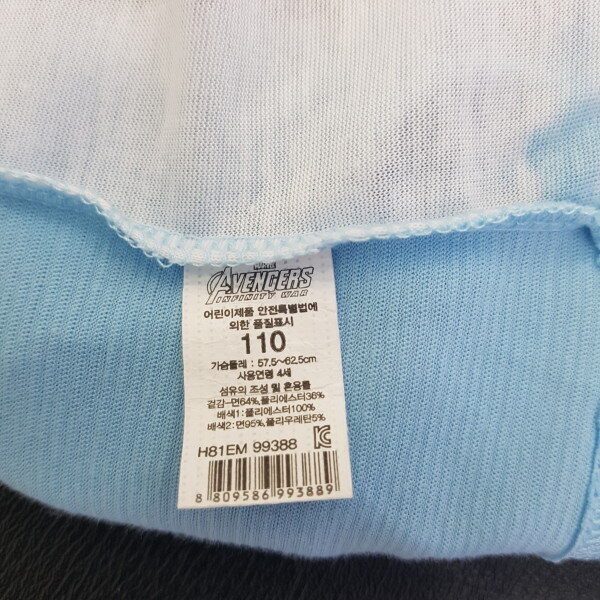 MARVEL
AVENGERS
INFINITY WAR
어린이제품 안전특별법에
의한 품질표시
110
가슴둘레 : 57.5~62.5cm
사용연령 4세
섬유의 조성 및 혼용률
겉감-면64%,폴리에스터36%
배색1:폴리에스터100%
배색2:면95%,폴리우레탄5%
H81EM 99388
8 809586 993889